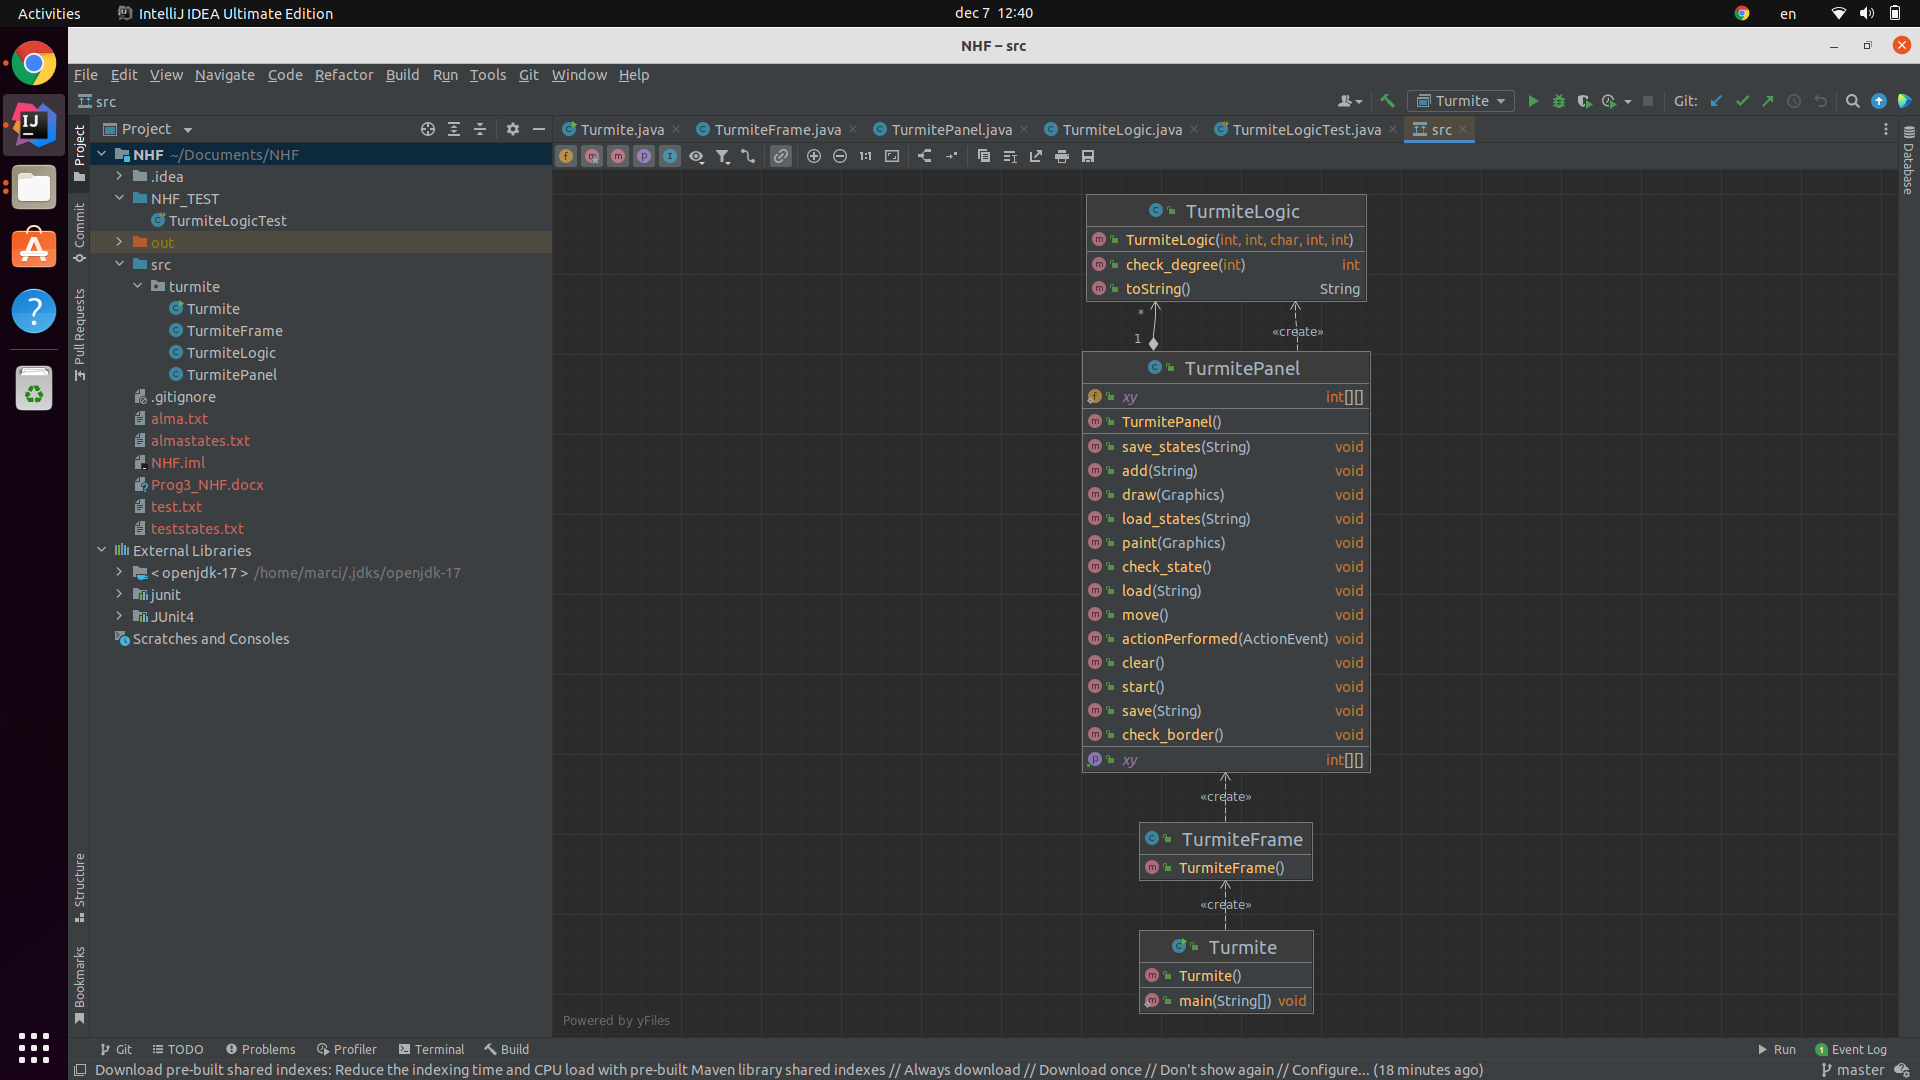 Activities
IntelliJ IDEA Ultimate Edition
dec 7 12:40
en
NHF – src
File Edit View Navigate Code Refactor Build Run Tools Git Window Help
src
Turmite
Git:
Project
Turmite.java
TurmiteFrame.java
TurmitePanel.java
TurmiteLogic.java
TurmiteLogicTest.java
src
1:1
Project
Commit
Pull Requests
Structure
Bookmarks
Database
NHF ~/Documents/NHF
.idea
NHF_TEST
TurmiteLogicTest
out
src
turmite
Turmite
TurmiteFrame
TurmiteLogic
TurmitePanel
.gitignore
alma.txt
almastates.txt
NHF.iml
Prog3_NHF.docx
test.txt
teststates.txt
External Libraries
< openjdk-17 > /home/marci/.jdks/openjdk-17
junit
JUnit4
Scratches and Consoles
TurmiteLogic
TurmiteLogic(int, int, char, int, int)
check_degree(int) int
toString() String
*
«create»
1
TurmitePanel
xy int[][]
TurmitePanel()
save_states(String) void
add(String) void
draw(Graphics) void
load_states(String) void
paint(Graphics) void
check_state() void
load(String) void
move() void
actionPerformed(ActionEvent) void
clear() void
start() void
save(String) void
check_border() void
xy int[][]
«create»
TurmiteFrame
TurmiteFrame()
«create»
Turmite
Turmite()
main(String[]) void
Powered by yFiles
Git
TODO
Problems
Profiler
Terminal
Build
Run
1 Event Log
Download pre-built shared indexes: Reduce the indexing time and CPU load with pre-built Maven library shared indexes // Always download // Download once // Don't show again // Configure... (18 minutes ago)
master